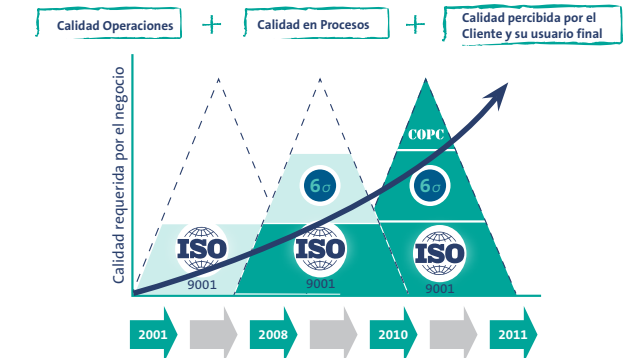 Calidad Operaciones
+
Calidad en Procesos
+
Calidad percibida por el
Cliente y su usuario final
Calidad requerida por el negocio
COPC
6σ
6σ
ISO
9001
ISO
9001
ISO
9001
2001
2008
2010
2011